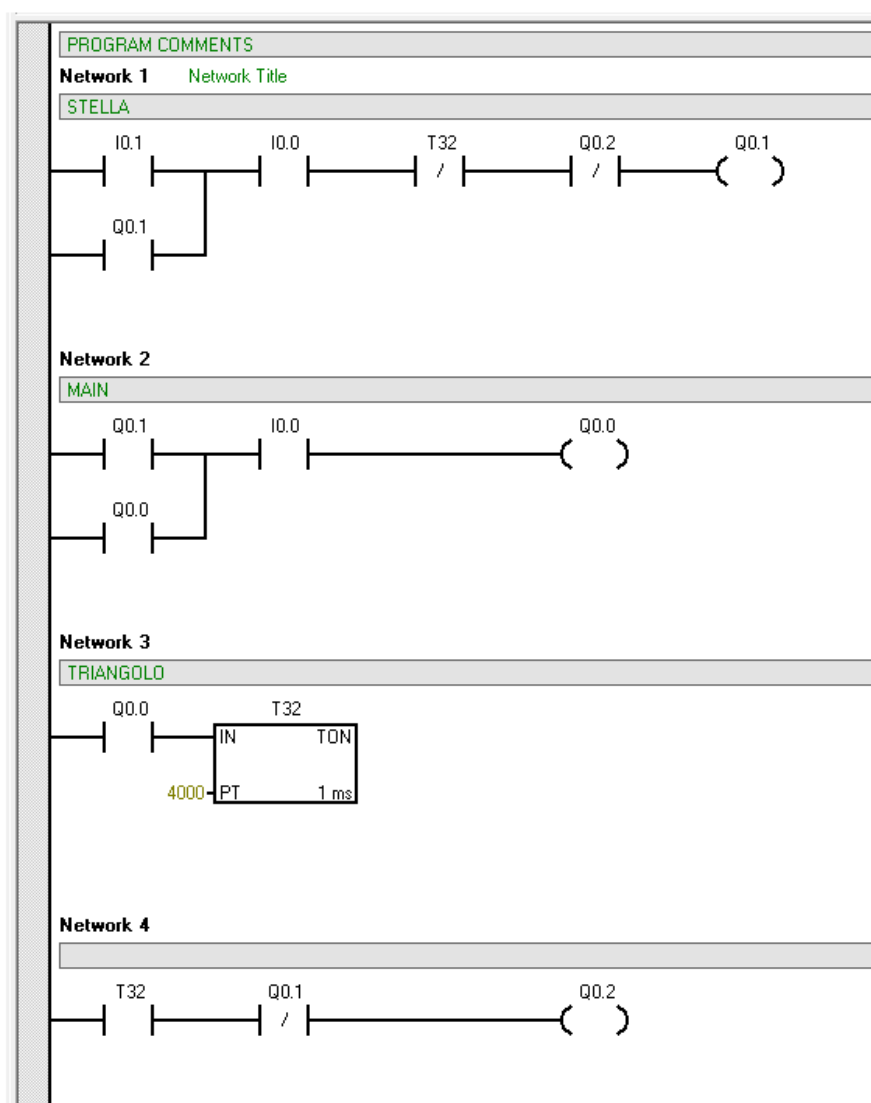 PROGRAM COMMENTS
Network 1 Network Title
STELLA
I0.1 I0.0 T32 Q0.2 Q0.1
/ /
Q0.1
Network 2
MAIN
Q0.1 I0.0 Q0.0
Q0.0
Network 3
TRIANGOLO
Q0.0 T32
IN TON
4000 PT 1 ms
Network 4
T32 Q0.1 Q0.2
/